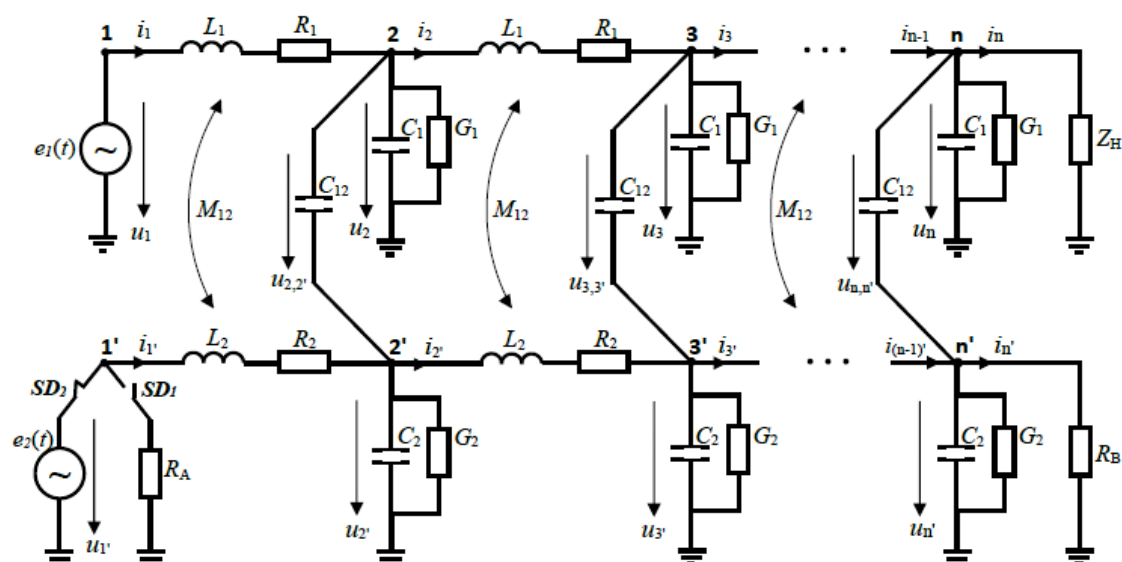 1 i₁ L₁ R₁ 2 i₂ L₁ R₁ 3 i₃ . . . iₙ₋₁ n iₙ
e₁(t) u₁ M₁₂ C₁₂ u₂ C₁ G₁ M₁₂ C₁₂ u₃ C₁ G₁ M₁₂ C₁₂ uₙ C₁ G₁ Z_H
u₂,₂' u₃,₃' uₙ,ₙ'
1' i₁' L₂ R₂ 2' i₂' L₂ R₂ 3' i₃' . . . i₍ₙ₋₁₎' n' iₙ'
SD₂ SD₁
e₂(t) R_A C₂ G₂ C₂ G₂ C₂ G₂ R_B
u₁' u₂' u₃' uₙ'